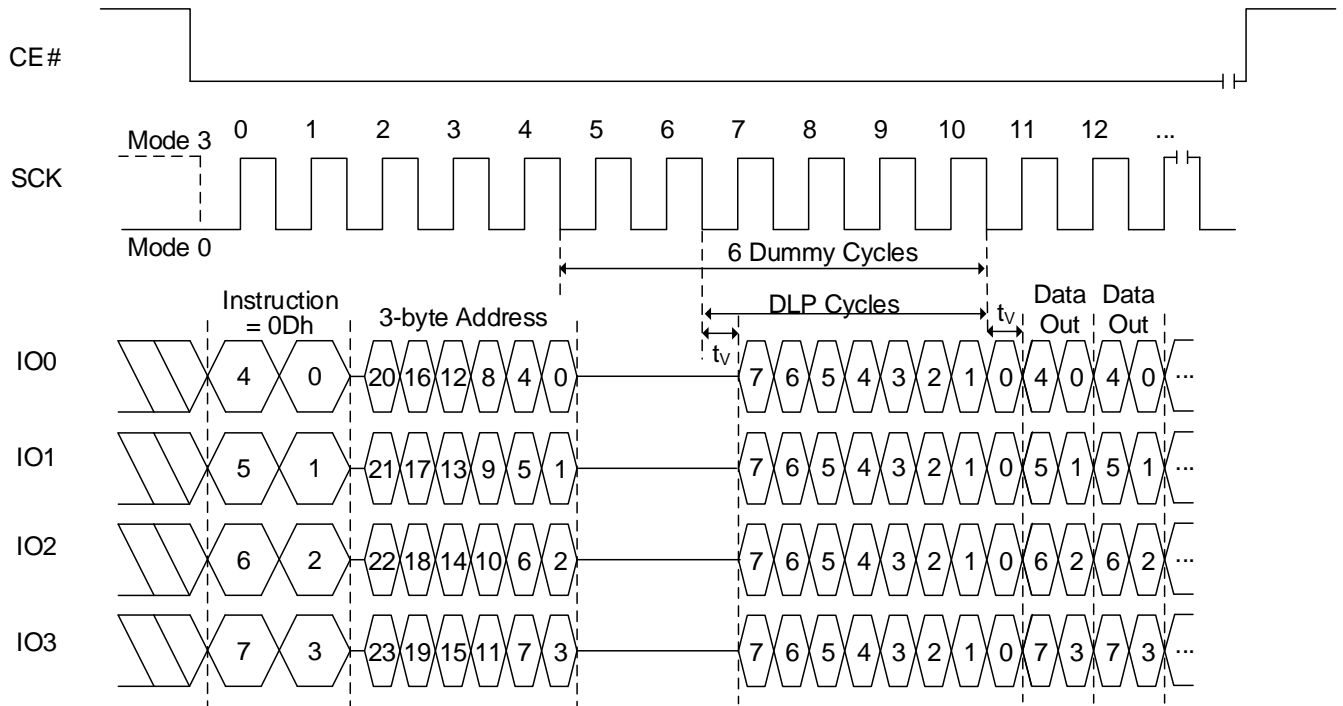 CE#
0 1 2 3 4 5 6 7 8 9 10 11 12 ...
Mode 3
SCK
Mode 0
6 Dummy Cycles
Instruction
= 0Dh
3-byte Address
DLP Cycles
tV
Data
Out
Data
Out
tV
IO0 4 0 20 16 12 8 4 0 7 6 5 4 3 2 1 0 4 0 4 0 ...
IO1 5 1 21 17 13 9 5 1 7 6 5 4 3 2 1 0 5 1 5 1 ...
IO2 6 2 22 18 14 10 6 2 7 6 5 4 3 2 1 0 6 2 6 2 ...
IO3 7 3 23 19 15 11 7 3 7 6 5 4 3 2 1 0 7 3 7 3 ...